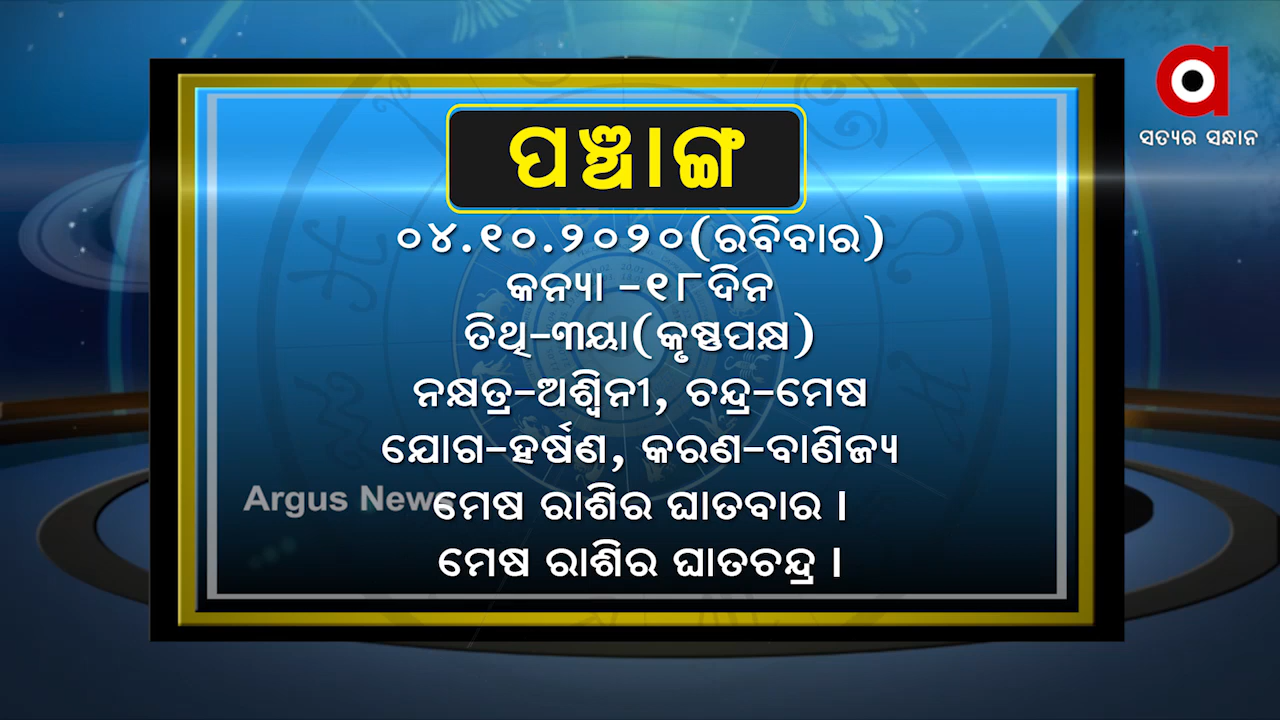 ପଞ୍ଚାଙ୍ଗ
୦୪.୧୦.୨୦୨୦(ରବିବାର)
କନ୍ୟା -୧୮ଦିନ
ତିଥି-୩ୟା(କୃଷ୍ଣପକ୍ଷ)
ନକ୍ଷତ୍ର-ଅଶ୍ୱିନୀ, ଚନ୍ଦ୍ର-ମେଷ
ଯୋଗ-ହର୍ଷଣ, କରଣ-ବାଣିଜ୍ୟ
ମେଷ ରାଶିର ଘାତବାର ।
ମେଷ ରାଶିର ଘାତଚନ୍ଦ୍ର ।
Argus News
ସତ୍ୟର ସନ୍ଧାନ